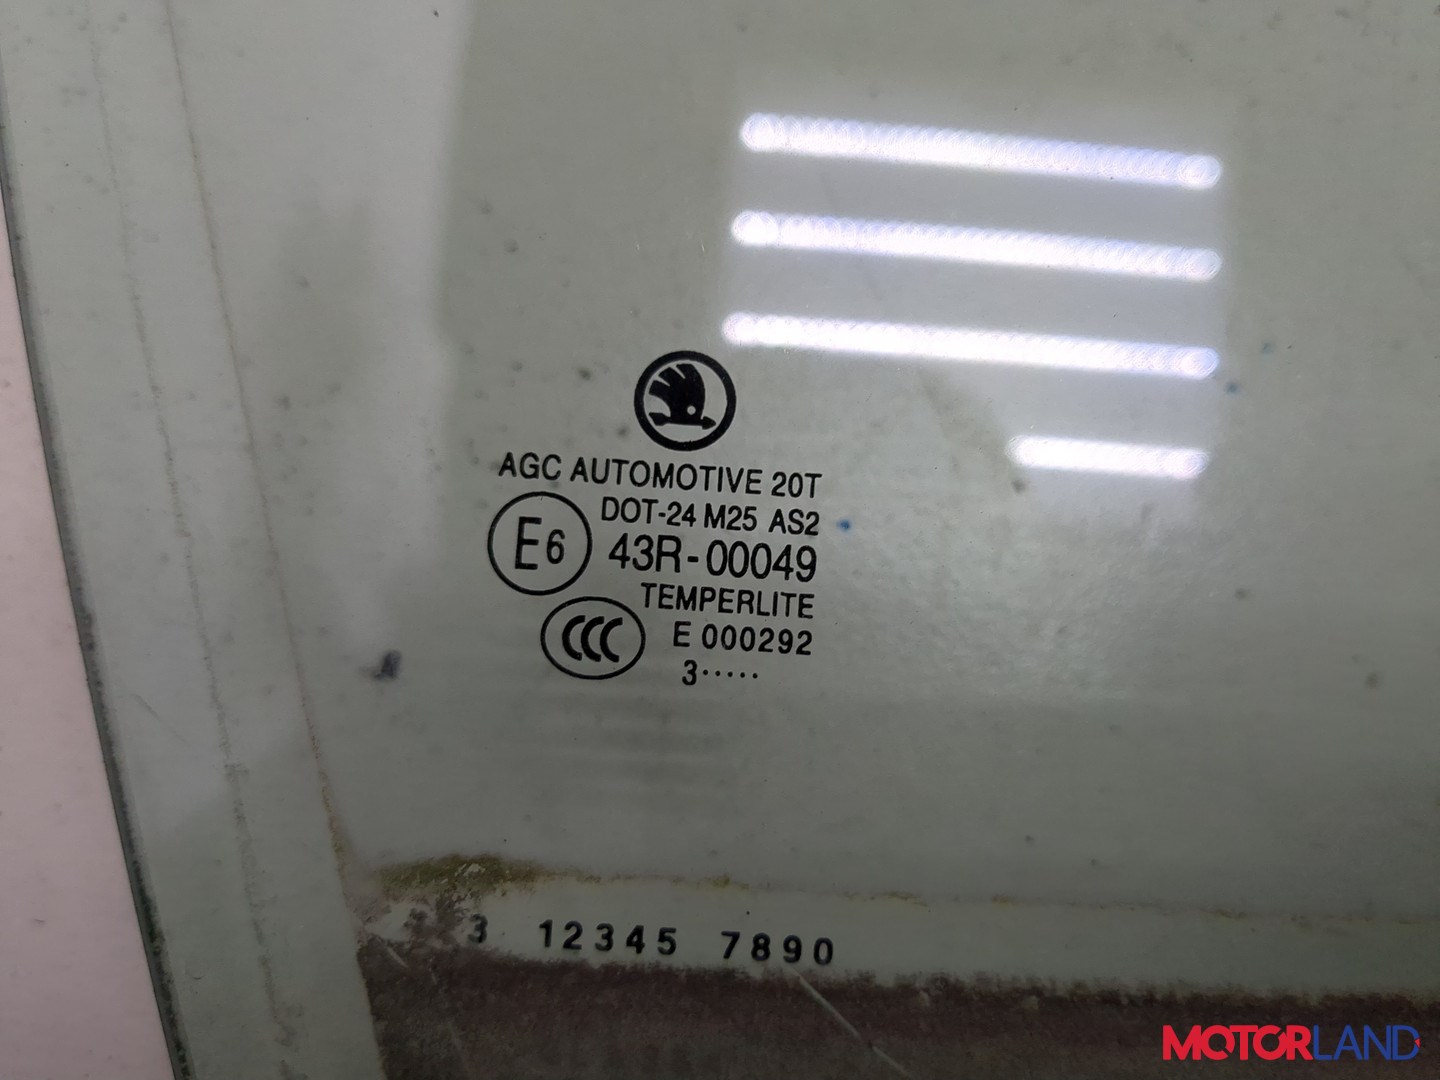 AGC AUTOMOTIVE 20T
DOT-24 M25 AS2
E6 43R-00049
TEMPERLITE
CCC E 000292
3·····
3 12345 7890
MOTORLAND